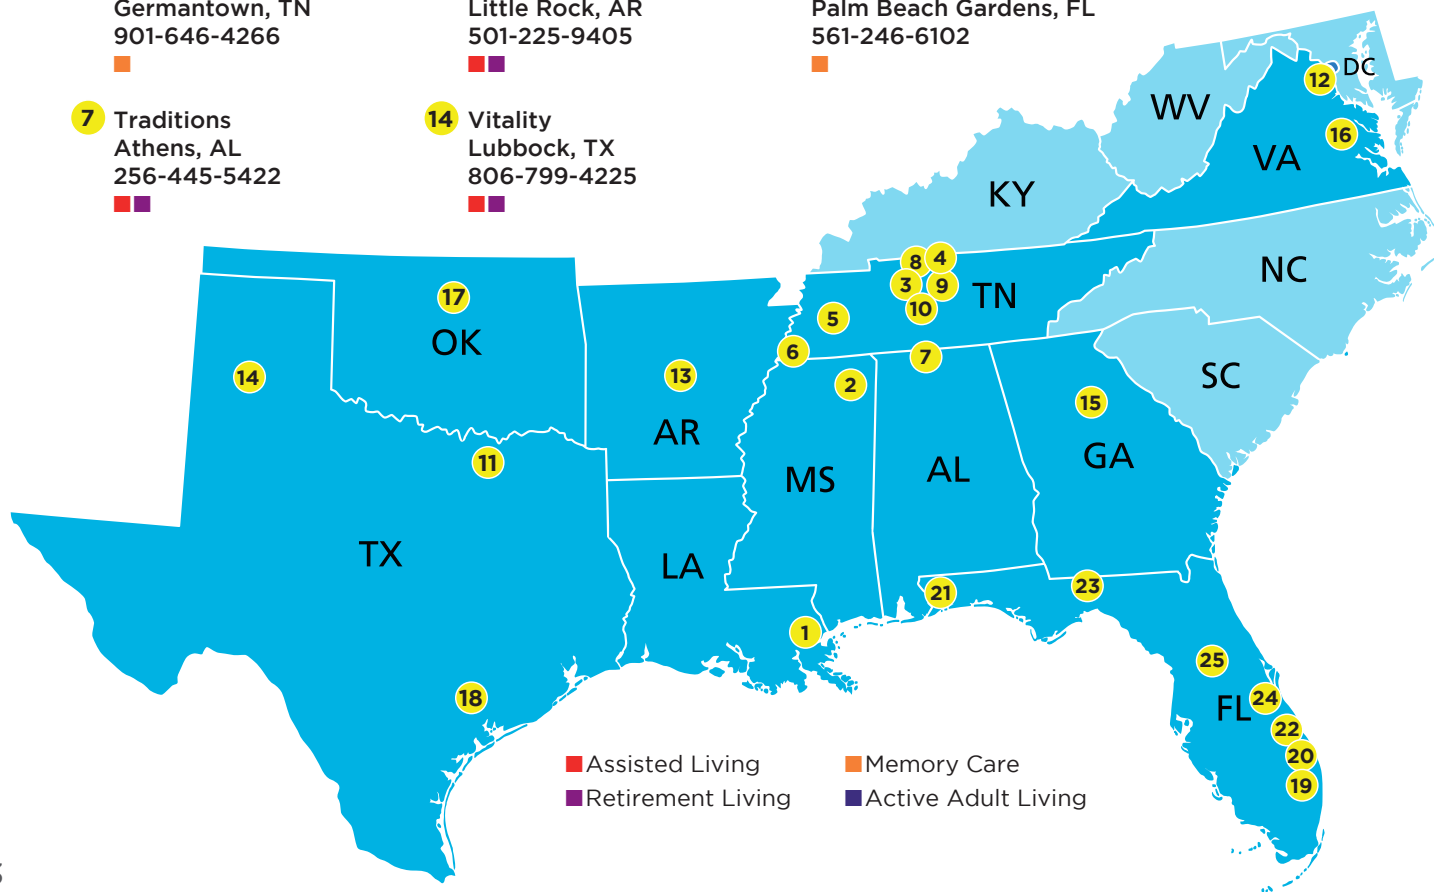 Germantown, TN
901-646-4266
7 Traditions
Athens, AL
256-445-5422
Little Rock, AR
501-225-9405
14 Vitality
Lubbock, TX
806-799-4225
Palm Beach Gardens, FL
561-246-6102
DC
12
WV
16
VA
KY
NC
8 4
3 9
TN
10
17
5
OK
6
7
14
13
2
SC
15
AR
GA
11
MS
AL
TX
LA
21
23
1
25
18
24
FL
22
20
19
Assisted Living
Retirement Living
Memory Care
Active Adult Living